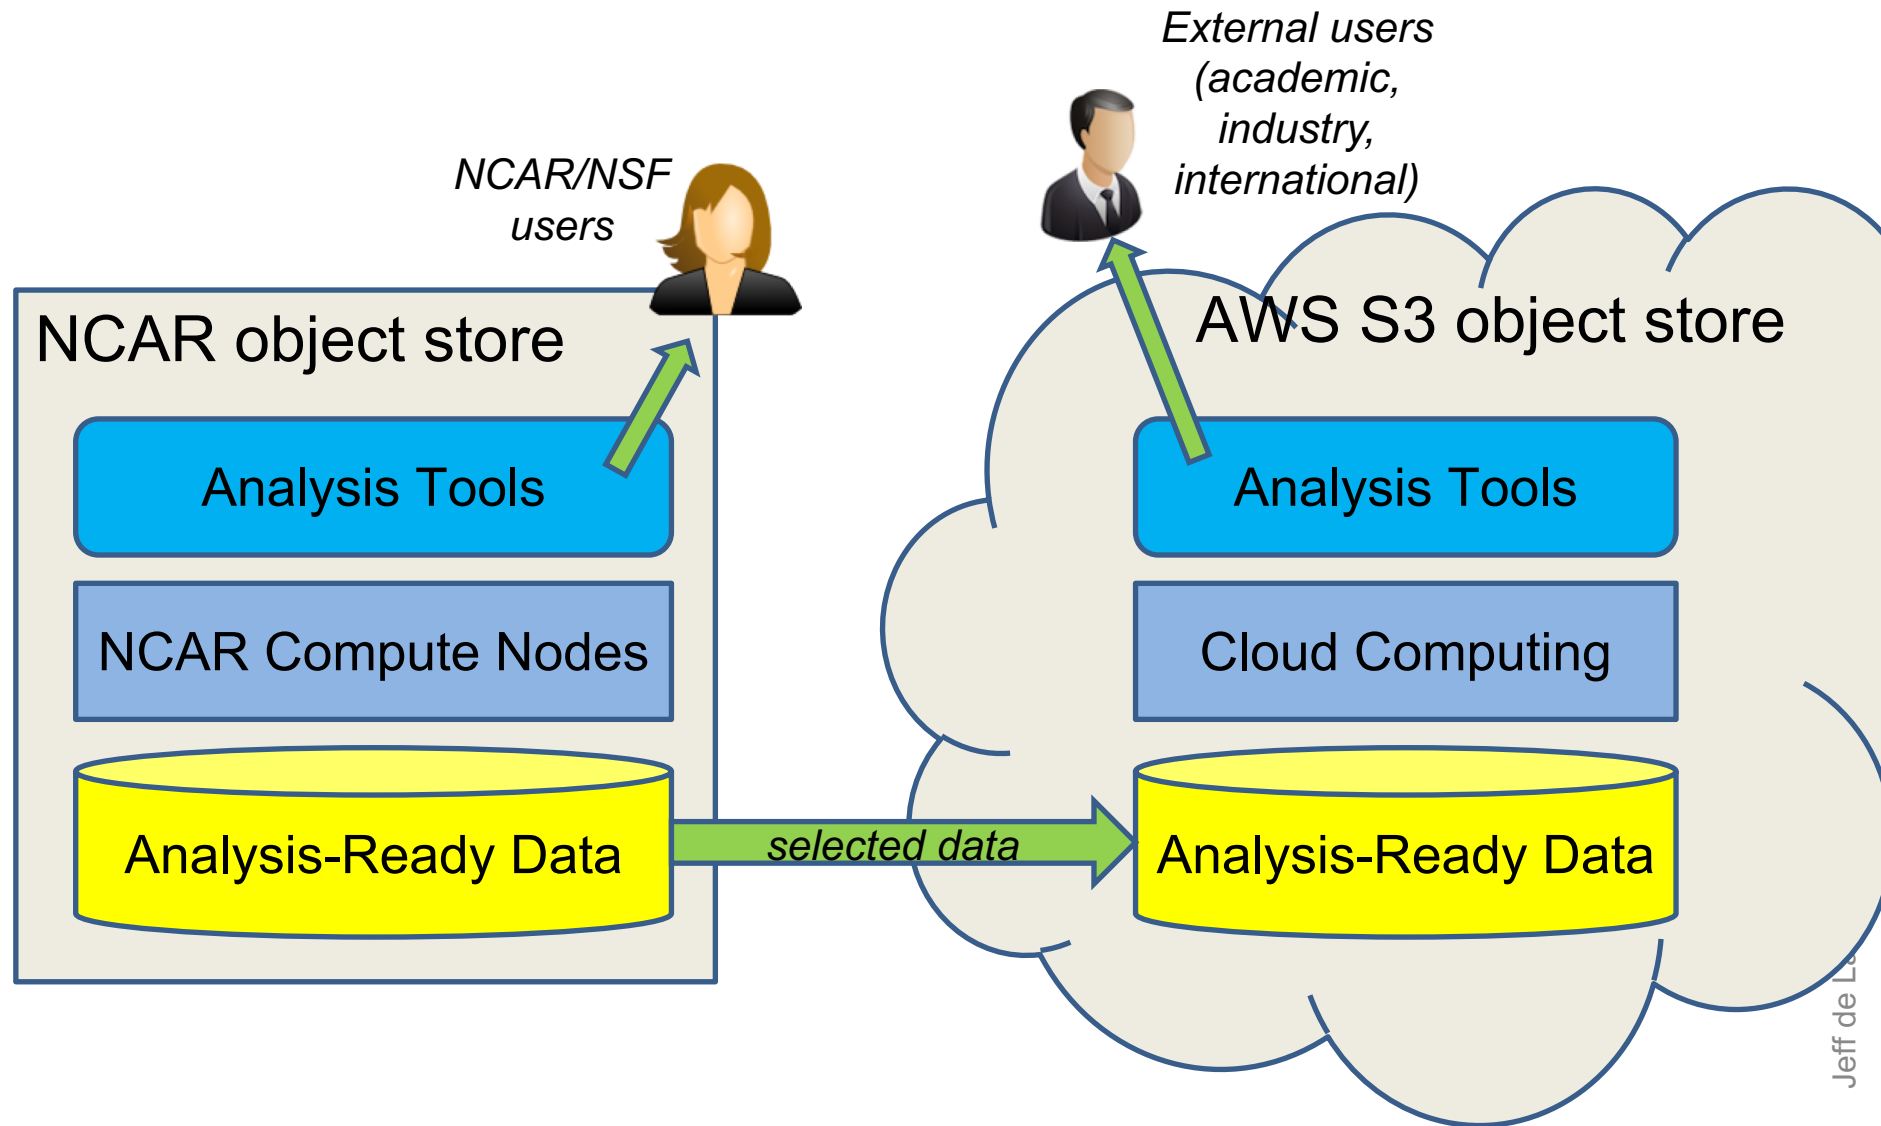 External users
(academic,
industry,
international)
NCAR/NSF
users
NCAR object store
AWS S3 object store
Analysis Tools
Analysis Tools
NCAR Compute Nodes
Cloud Computing
Analysis-Ready Data
selected data
Analysis-Ready Data
Jeff de